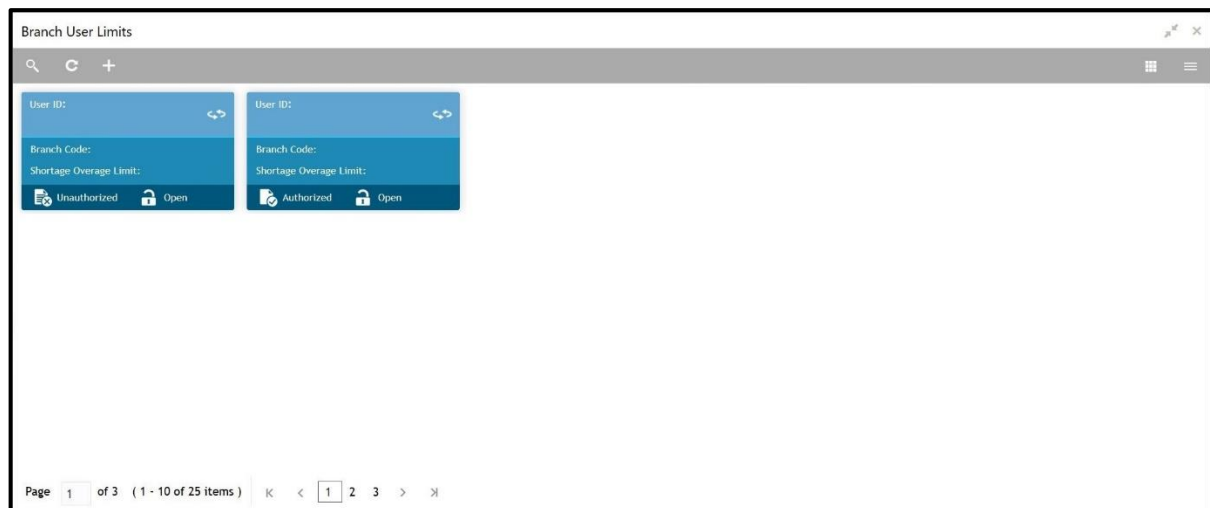 Branch User Limits
User ID: User ID:
Branch Code: Branch Code:
Shortage Overage Limit: Shortage Overage Limit:
Unauthorized Open Authorized Open
Page 1 of 3 ( 1 - 10 of 25 items ) 1 2 3